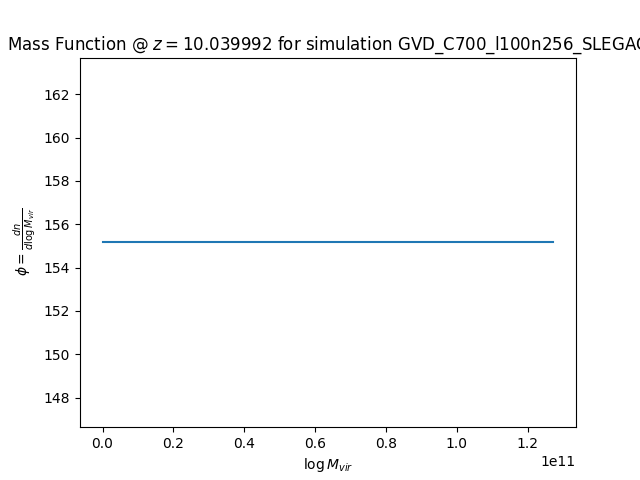 Mass Function @ z = 10.039992 for simulation GVD_C700_l100n256_SLEGAC
162
160
158
156
154
152
150
148
ϕ = dn / d log M_vir
0.0 0.2 0.4 0.6 0.8 1.0 1.2
1e11
log M_vir